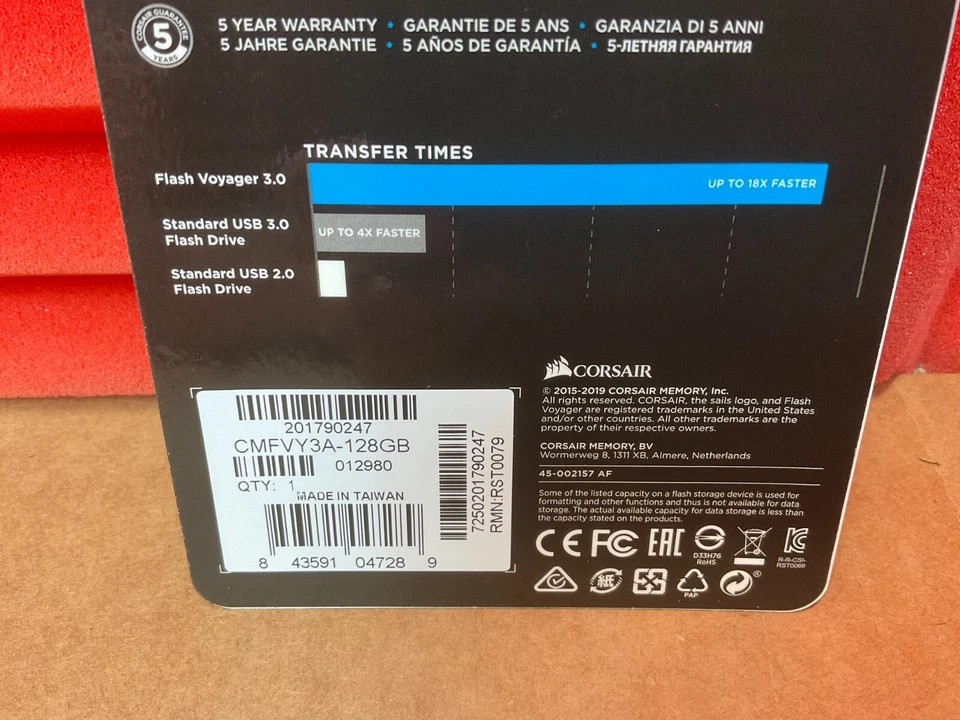 CORSAIR GUARANTEE
5
YEARS
5 YEAR WARRANTY • GARANTIE DE 5 ANS • GARANZIA DI 5 ANNI
5 JAHRE GARANTIE • 5 AÑOS DE GARANTÍA • 5-ЛЕТНЯЯ ГАРАНТИЯ
TRANSFER TIMES
Flash Voyager 3.0
UP TO 18X FASTER
Standard USB 3.0
Flash Drive
UP TO 4X FASTER
Standard USB 2.0
Flash Drive
201790247
CMFVY3A-128GB
012980
QTY: 1
MADE IN TAIWAN
8 43591 04728 9
7250201790247
RMN:RST0079
CORSAIR
© 2015-2019 CORSAIR MEMORY, Inc.
All rights reserved. CORSAIR, the sails logo, and Flash
Voyager are registered trademarks in the United States
and/or other countries. All other trademarks are the
property of their respective owners.
CORSAIR MEMORY, BV
Wormerweg 8, 1311 XB, Almere, Netherlands
45-002157 AF
Some of the listed capacity on a flash storage device is used for
formatting and other functions and thus is not available for data
storage. The actual available capacity for data storage is less than
the capacity stated on the products.
CE FC EAC
D33H76
RoHS
R-R-CSI-
RST0069
紙
PAP
®